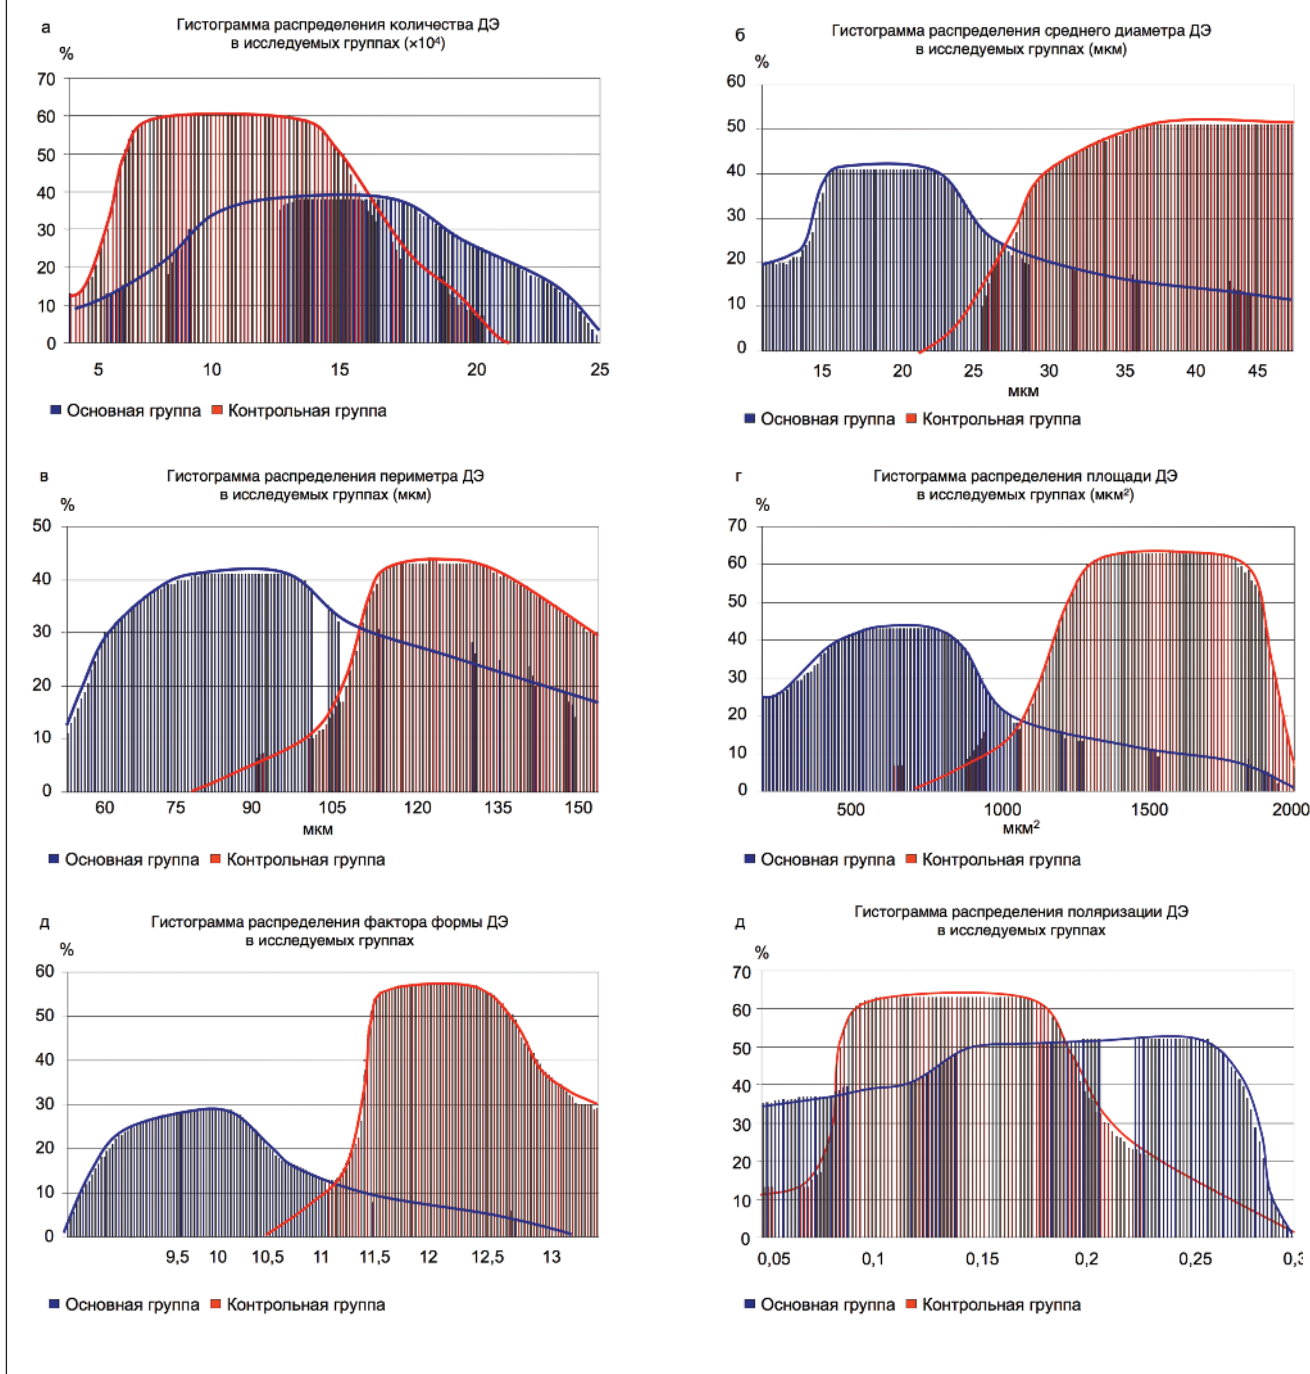 а
Гистограмма распределения количества ДЭ
в исследуемых группах (×10⁴)
%
70
60
50
40
30
20
10
0
5 10 15 20 25
Основная группа Контрольная группа
б
Гистограмма распределения среднего диаметра ДЭ
в исследуемых группах (мкм)
%
60
50
40
30
20
10
0
15 20 25 30 35 40 45
мкм
Основная группа Контрольная группа
в
Гистограмма распределения периметра ДЭ
в исследуемых группах (мкм)
%
50
40
30
20
10
0
60 75 90 105 120 135 150
мкм
Основная группа Контрольная группа
г
Гистограмма распределения площади ДЭ
в исследуемых группах (мкм²)
%
70
60
50
40
30
20
10
0
500 1000 1500 2000
мкм²
Основная группа Контрольная группа
д
Гистограмма распределения фактора формы ДЭ
в исследуемых группах
%
60
50
40
30
20
10
0
9,5 10 10,5 11 11,5 12 12,5 13
Основная группа Контрольная группа
д
Гистограмма распределения поляризации ДЭ
в исследуемых группах
%
70
60
50
40
30
20
10
0
0,05 0,1 0,15 0,2 0,25
Основная группа Контрольная группа